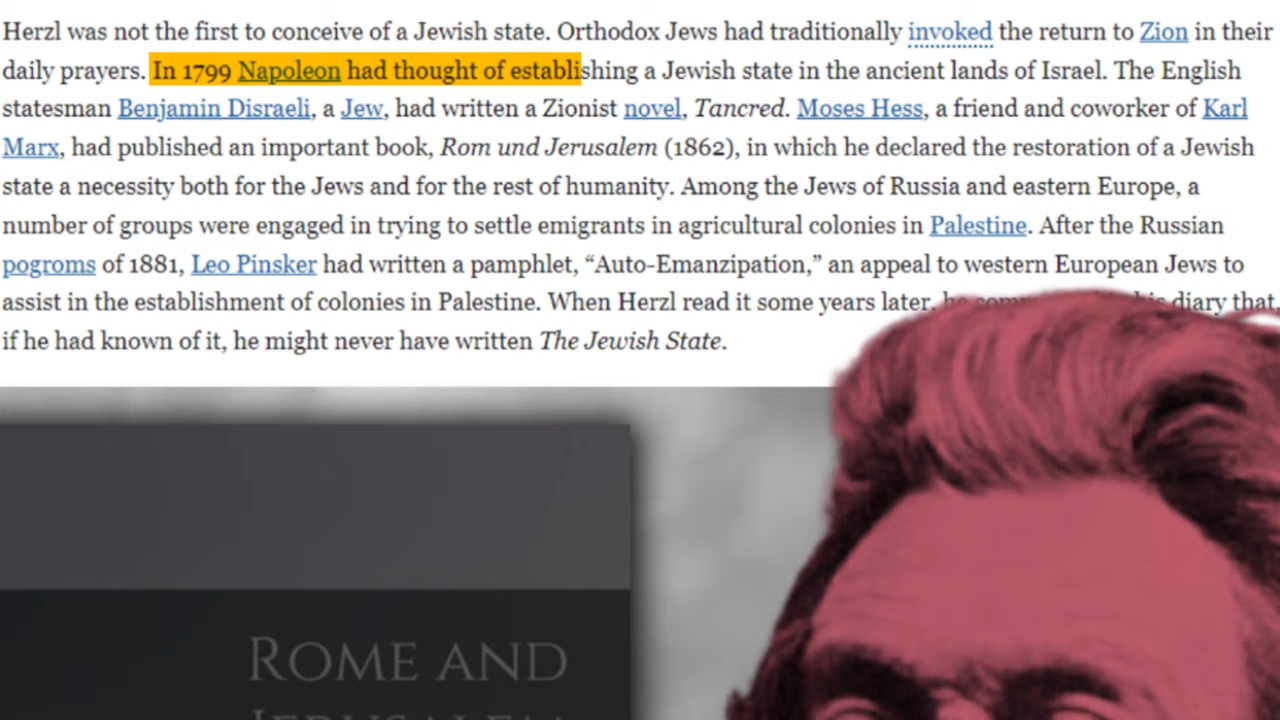 Herzl was not the first to conceive of a Jewish state. Orthodox Jews had traditionally invoked the return to Zion in their
daily prayers. In 1799 Napoleon had thought of establishing a Jewish state in the ancient lands of Israel. The English
statesman Benjamin Disraeli, a Jew, had written a Zionist novel, Tancred. Moses Hess, a friend and coworker of Karl
Marx, had published an important book, Rom und Jerusalem (1862), in which he declared the restoration of a Jewish
state a necessity both for the Jews and for the rest of humanity. Among the Jews of Russia and eastern Europe, a
number of groups were engaged in trying to settle emigrants in agricultural colonies in Palestine. After the Russian
pogroms of 1881, Leo Pinsker had written a pamphlet, “Auto-Emanzipation,” an appeal to western European Jews to
assist in the establishment of colonies in Palestine. When Herzl read it some years later, he diary that,
if he had known of it, he might never have written The Jewish State.
ROME AND
JERUSALEM